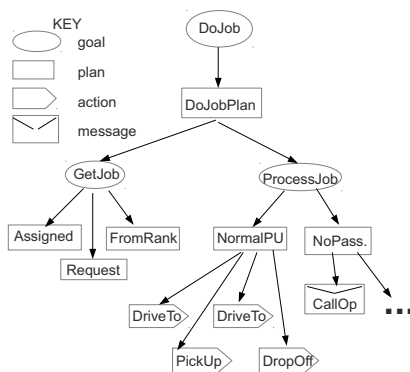 KEY
goal
plan
action
message
DoJob
DoJobPlan
GetJob
ProcessJob
Assigned
Request
FromRank
NormalPU
NoPass.
DriveTo
PickUp
DriveTo
DropOff
CallOp
...